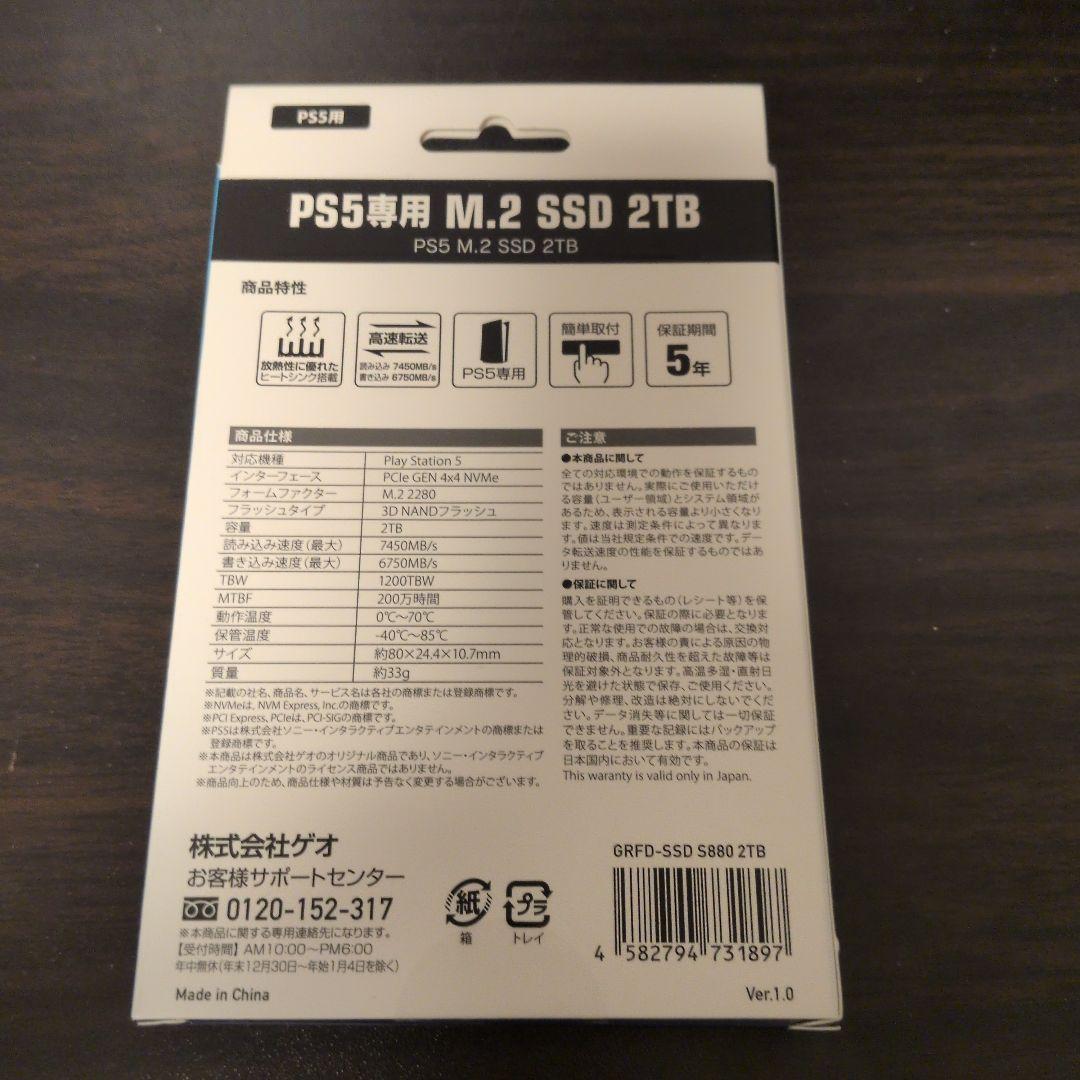 PS5用
PS5専用 M.2 SSD 2TB
PS5 M.2 SSD 2TB
商品特性
放熱性に優れた
ヒートシンク搭載
高速転送
読み込み 7450MB/s
書き込み 6750MB/s
PS5専用
簡単取付
保証期間
5年
商品仕様
対応機種 Play Station 5
インターフェース PCIe GEN 4x4 NVMe
フォームファクター M.2 2280
フラッシュタイプ 3D NANDフラッシュ
容量 2TB
読み込み速度(最大) 7450MB/s
書き込み速度(最大) 6750MB/s
TBW 1200TBW
MTBF 200万時間
動作温度 0℃〜70℃
保管温度 -40℃〜85℃
サイズ 約80×24.4×10.7mm
質量 約33g
※記載の社名、商品名、サービス名は各社の商標または登録商標です。
※NVMeは、NVM Express, Inc.の商標です。
※PCI Express、PCIeは、PCI-SIGの商標です。
※PS5は株式会社ソニー・インタラクティブエンタテインメントの商標または
登録商標です。
※本商品は株式会社ゲオのオリジナル商品であり、ソニー・インタラクティブ
エンタテインメントのライセンス商品ではありません。
※商品向上のため、商品仕様や材質は予告なく変更する場合がございます。
ご注意
●本商品に関して
全ての対応環境での動作を保証するもの
ではありません。実際にご使用いただけ
る容量(ユーザー領域)とシステム領域が
あるため、表示される容量より小さくなり
ます。速度は測定条件によって異なりま
す。値は当社規定条件での速度です。デー
タ転送速度の性能を保証するものではあ
りません。
●保証に関して
購入を証明できるもの(レシート等)を保
管してください。保証の際に必要となりま
す。正常な使用での故障の場合は、交換対
応となります。お客様の責による原因の物
理的破損、商品耐久性を超えた故障等は
保証対象外となります。高温多湿・直射日
光を避けた状態で保存、ご使用ください。
分解や修理、改造は絶対にしないでくだ
さい。データ消失等に関しては一切保証
できません。重要な記録にはバックアップ
を取ることを推奨します。本商品の保証は
日本国内において有効です。
This waranty is valid only in Japan.
株式会社ゲオ
お客様サポートセンター
0120-152-317
※本商品に関する専用連絡先になります。
【受付時間】AM10:00〜PM6:00
年中無休(年末12月30日〜年始1月4日を除く)
Made in China
紙
箱
プラ
トレイ
GRFD-SSD S880 2TB
4 582794 731897
Ver.1.0